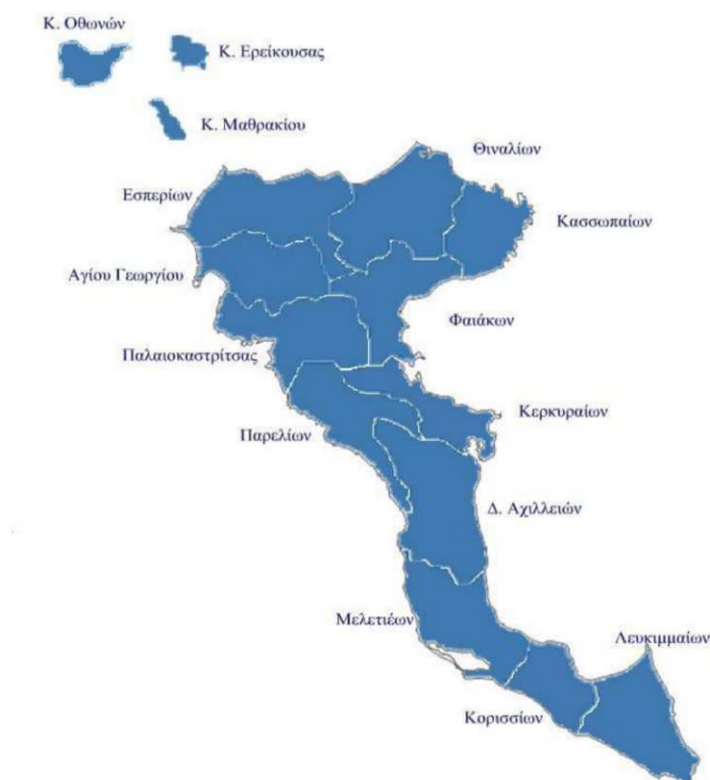 Κ. Οθωνών
Κ. Ερείκουσας
Κ. Μαθρακίου
Θιναλίων
Εσπερίων
Κασσωπαίων
Αγίου Γεωργίου
Φαιάκων
Παλαιοκαστρίτσας
Κερκυραίων
Παρελίων
Δ. Αχιλλειών
Μελετιέων
Λευκιμμαίων
Κορισσίων